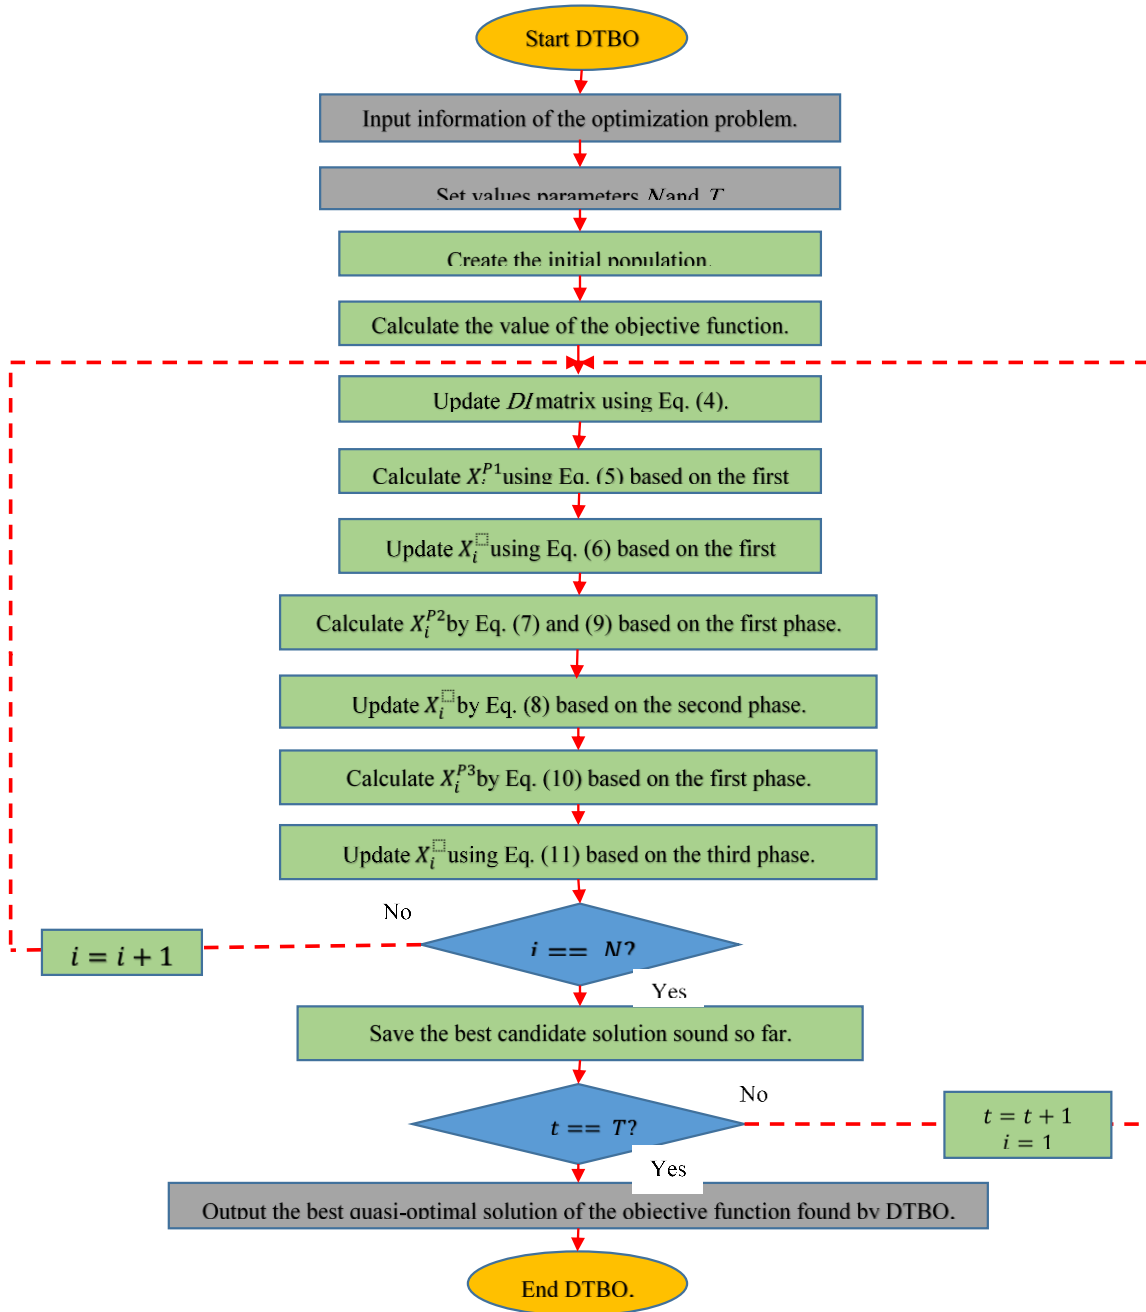 Start DTBO
Input information of the optimization problem.
Set values parameters N and T
Create the initial population.
Calculate the value of the objective function.
Update DI matrix using Eq. (4).
Calculate X_i^{P1} using Eq. (5) based on the first
Update X_i using Eq. (6) based on the first
Calculate X_i^{P2} by Eq. (7) and (9) based on the first phase.
Update X_i by Eq. (8) based on the second phase.
Calculate X_i^{P3} by Eq. (10) based on the first phase.
Update X_i using Eq. (11) based on the third phase.
No
i = i + 1
i == N?
Yes
Save the best candidate solution sound so far.
No
t == T?
t = t + 1
i = 1
Yes
Output the best quasi-optimal solution of the objective function found by DTBO.
End DTBO.